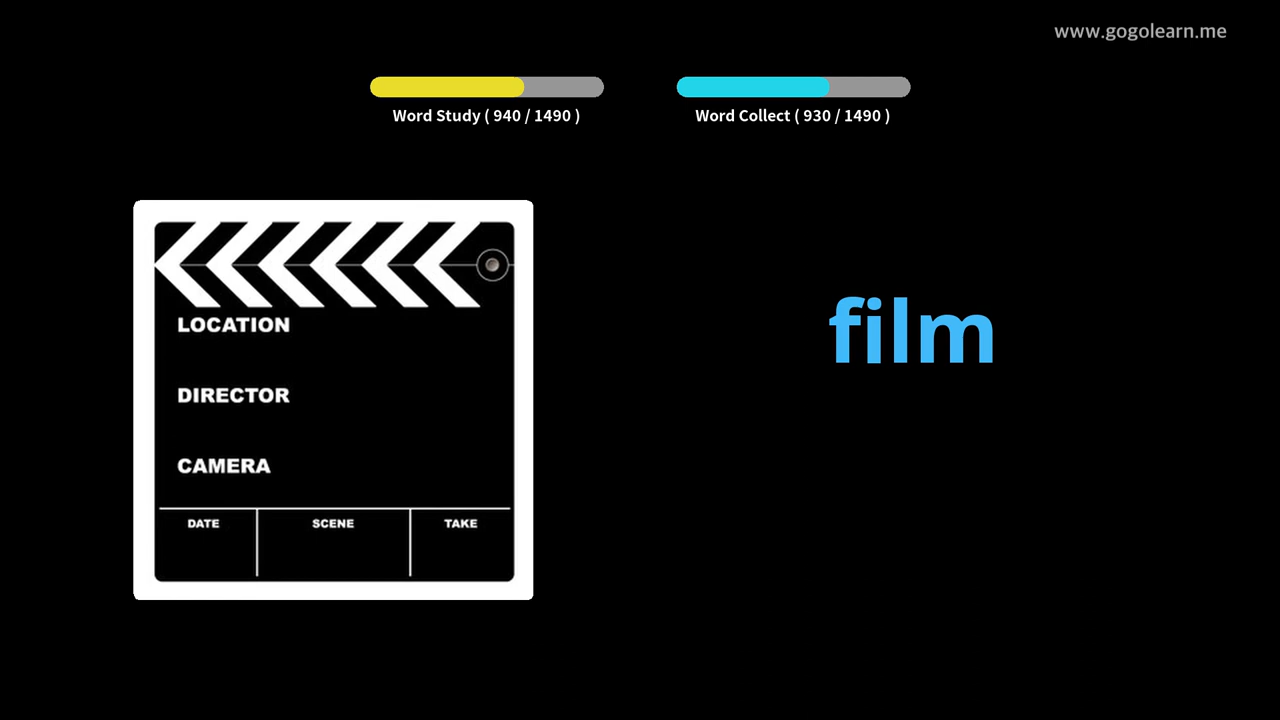 www.gogolearn.me
Word Study ( 940 / 1490 )
Word Collect ( 930 / 1490 )
LOCATION
DIRECTOR
CAMERA
DATE
SCENE
TAKE
film